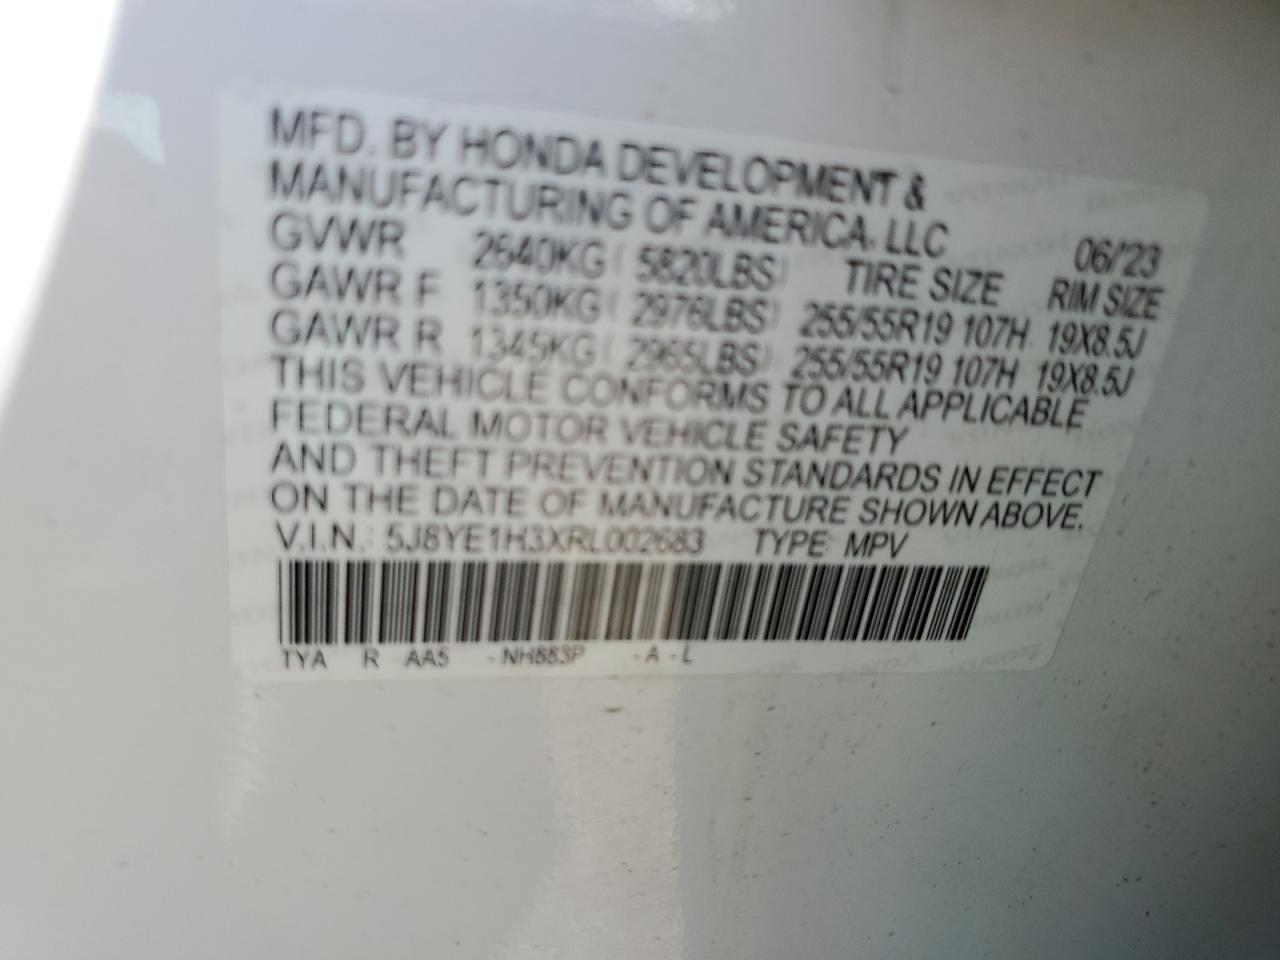 MFD. BY HONDA DEVELOPMENT &
MANUFACTURING OF AMERICA, LLC 06/'23
GVWR 2640KG ( 5820LBS) TIRE SIZE RIM SIZE
GAWR F 1350KG ( 2976LBS) 255/55R19 107H 19X8.5J
GAWR R 1345KG ( 2965LBS) 255/55R19 107H 19X8.5J
THIS VEHICLE CONFORMS TO ALL APPLICABLE
FEDERAL MOTOR VEHICLE SAFETY
AND THEFT PREVENTION STANDARDS IN EFFECT
ON THE DATE OF MANUFACTURE SHOWN ABOVE.
V.I.N.: 5J8YE1H3XRL002683 TYPE: MPV
TYA R AA5 -NH883P -A -L